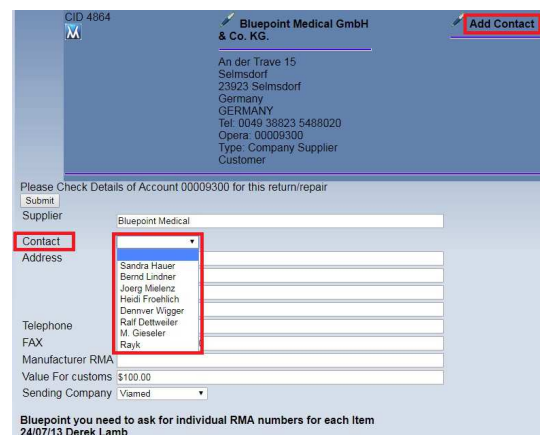 CID 4864
Bluepoint Medical GmbH
& Co. KG.
Add Contact
An der Trave 15
Selmsdorf
23923 Selmsdorf
Germany
GERMANY
Tel: 0049 38823 5488020
Opera: 00009300
Type: Company Supplier
Customer
Please Check Details of Account 00009300 for this return/repair
Submit
Supplier Bluepoint Medical
Contact
Address
Sandra Hauer
Bernd Lindner
Joerg Mielenz
Heidi Froehlich
Dennver Wigger
Ralf Dettweiler
M. Gieseler
Rayk
Telephone
FAX
Manufacturer RMA
Value For customs $100.00
Sending Company Viamed
Bluepoint you need to ask for individual RMA numbers for each Item
24/07/13 Derek Lamb